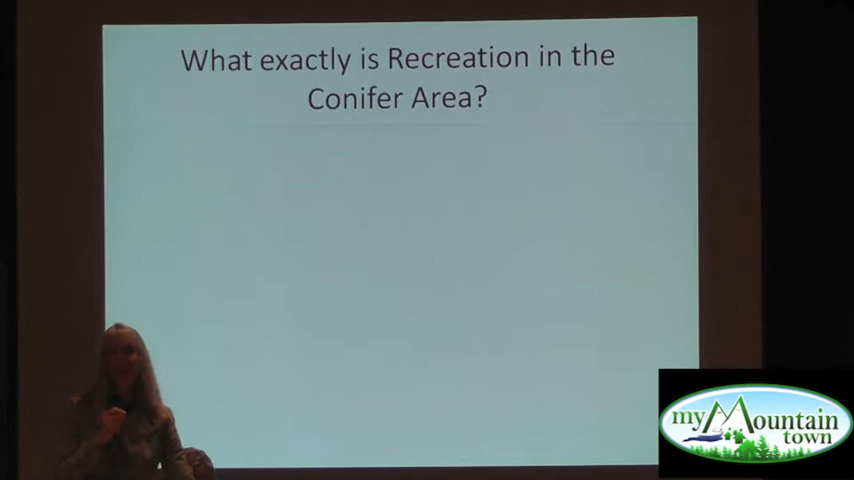 What exactly is Recreation in the
Conifer Area?
my Mountain
town